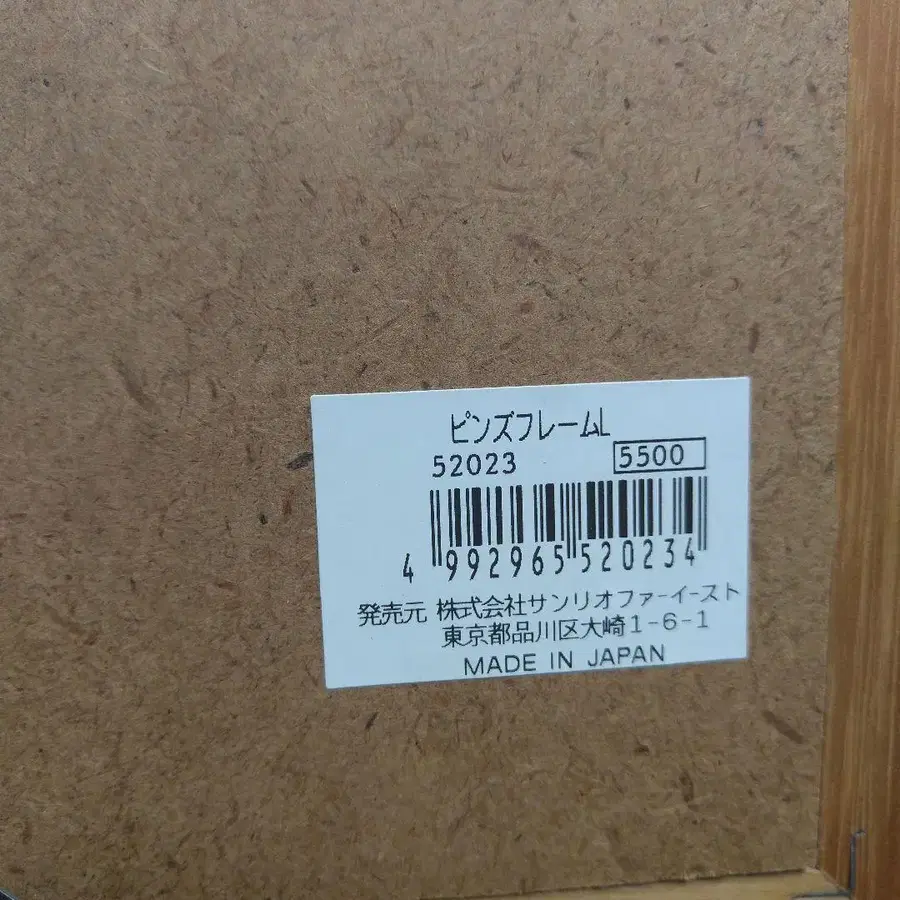 ピンズフレームL
52023 5500
4 992965 520234
発売元 株式会社サンリオファーイースト
東京都品川区大崎1-6-1
MADE IN JAPAN